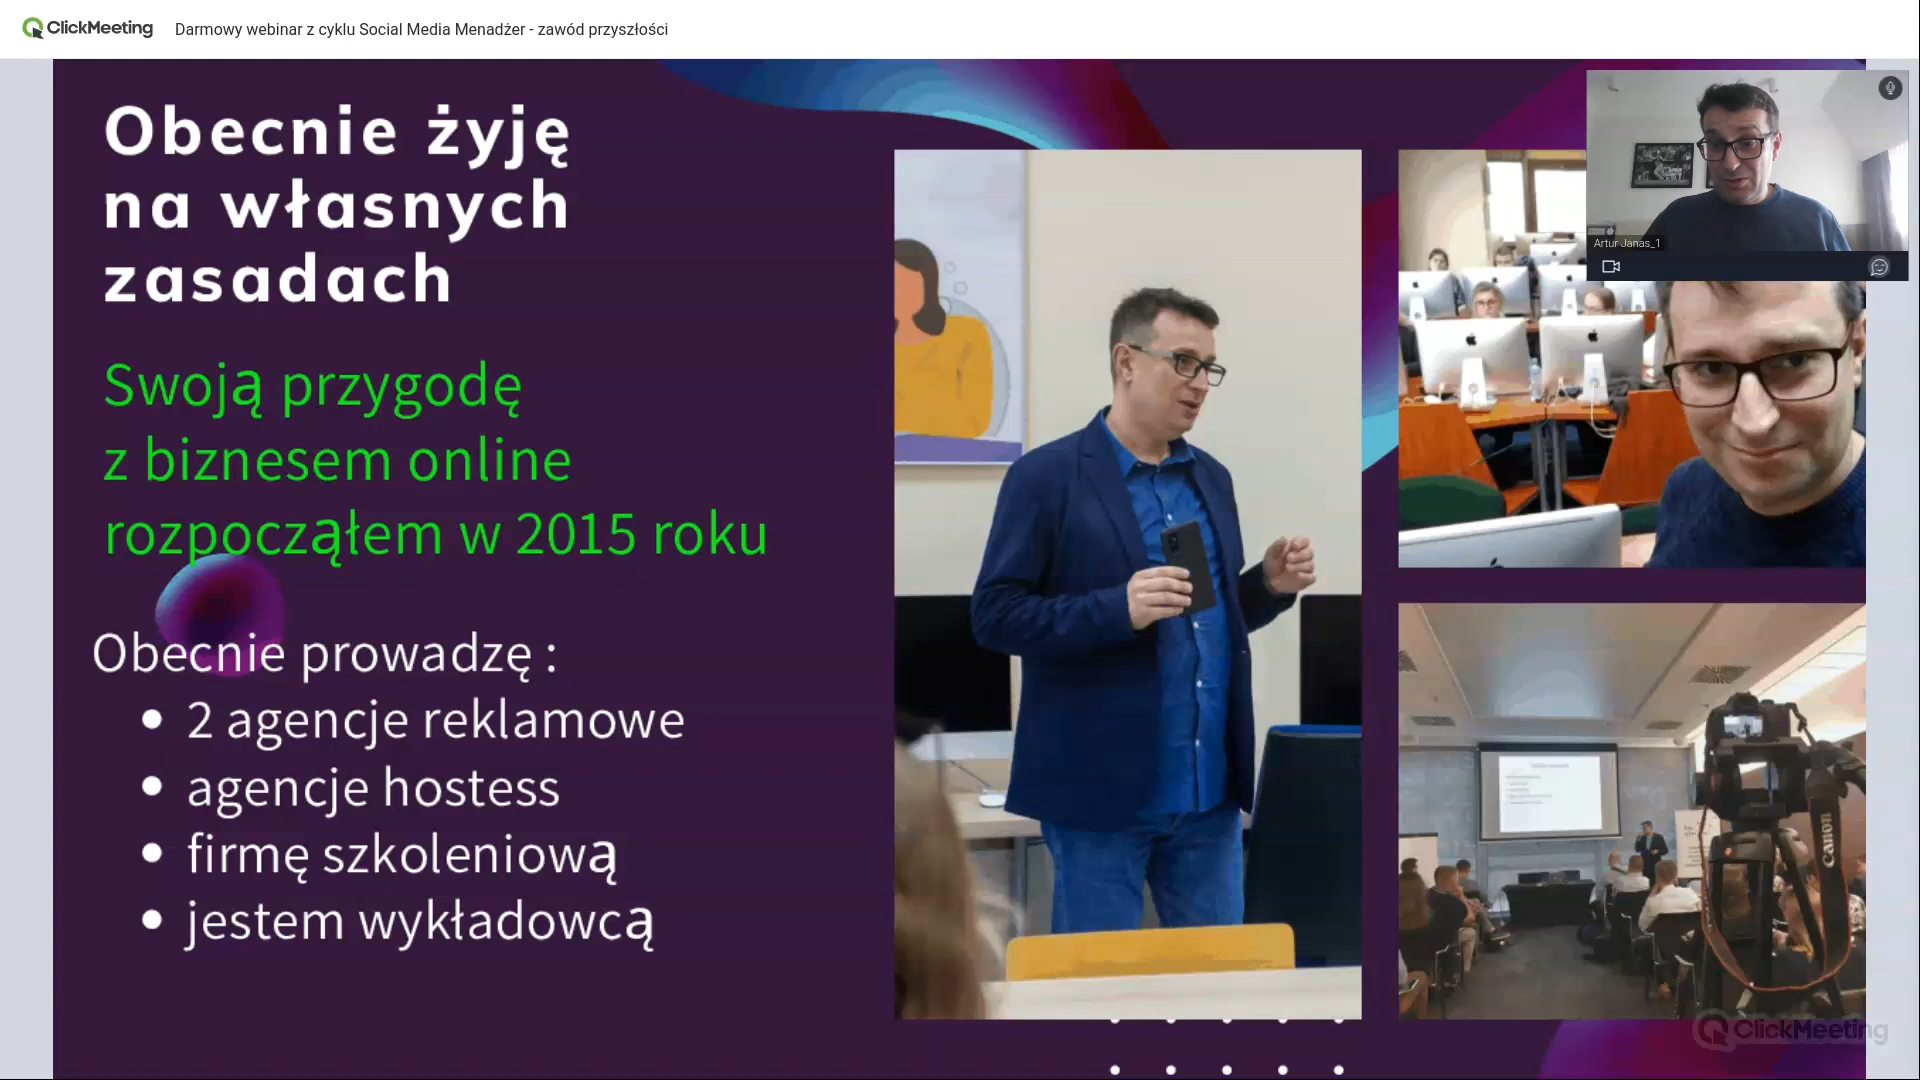 ClickMeeting
Darmowy webinar z cyklu Social Media Menadżer - zawód przyszłości
Obecnie żyję
na własnych
zasadach
Swoją przygodę
z biznesem online
rozpocząłem w 2015 roku
Obecnie prowadzę :
• 2 agencje reklamowe
• agencje hostess
• firmę szkoleniową
• jestem wykładowcą
Artur Janas_1
canon
ClickMeeting